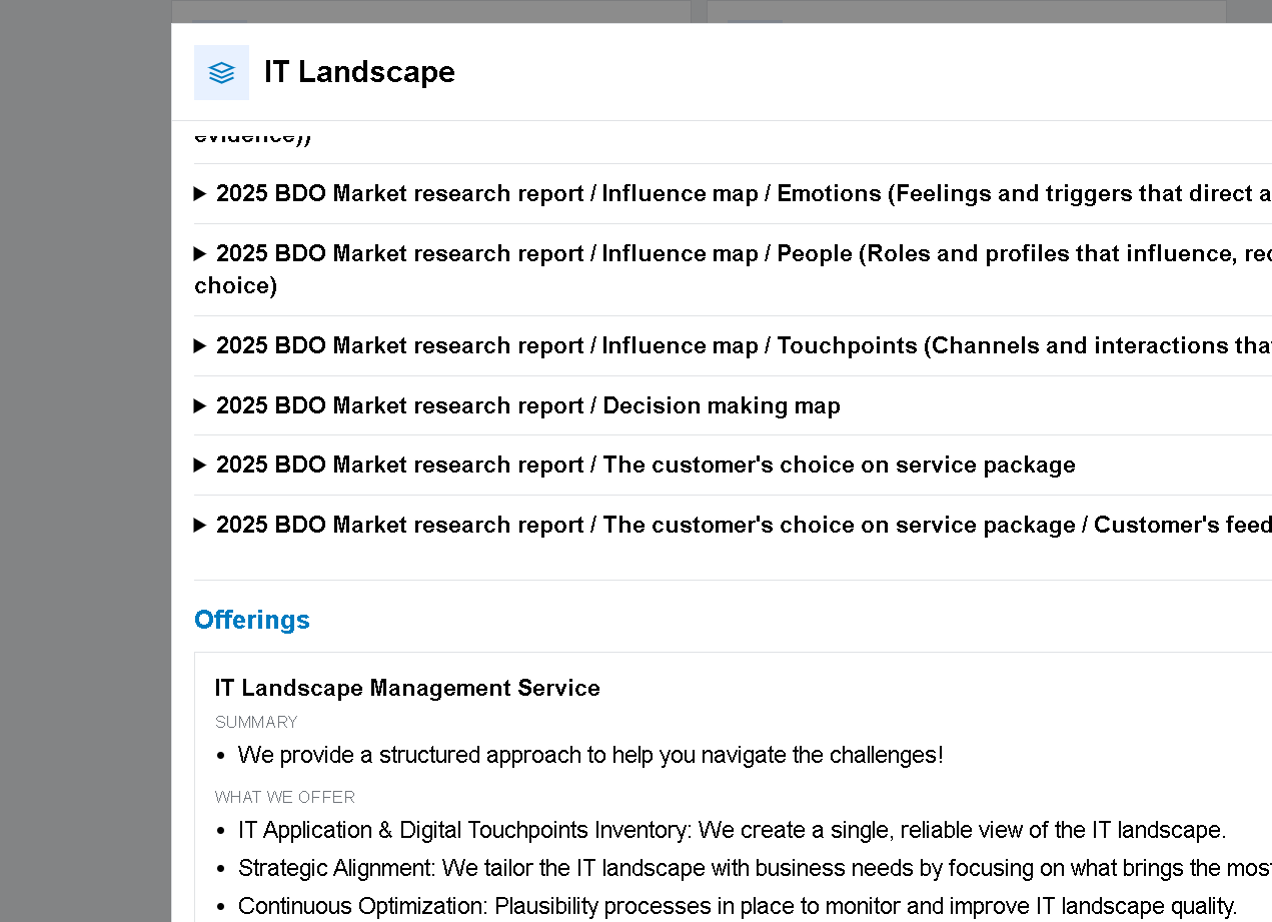 IT Landscape
evidence))
▶ 2025 BDO Market research report / Influence map / Emotions (Feelings and triggers that direct a
▶ 2025 BDO Market research report / Influence map / People (Roles and profiles that influence, rec
choice)
▶ 2025 BDO Market research report / Influence map / Touchpoints (Channels and interactions tha
▶ 2025 BDO Market research report / Decision making map
▶ 2025 BDO Market research report / The customer's choice on service package
▶ 2025 BDO Market research report / The customer's choice on service package / Customer's feed
Offerings
IT Landscape Management Service
SUMMARY
• We provide a structured approach to help you navigate the challenges!
WHAT WE OFFER
• IT Application & Digital Touchpoints Inventory: We create a single, reliable view of the IT landscape.
• Strategic Alignment: We tailor the IT landscape with business needs by focusing on what brings the most
• Continuous Optimization: Plausibility processes in place to monitor and improve IT landscape quality.